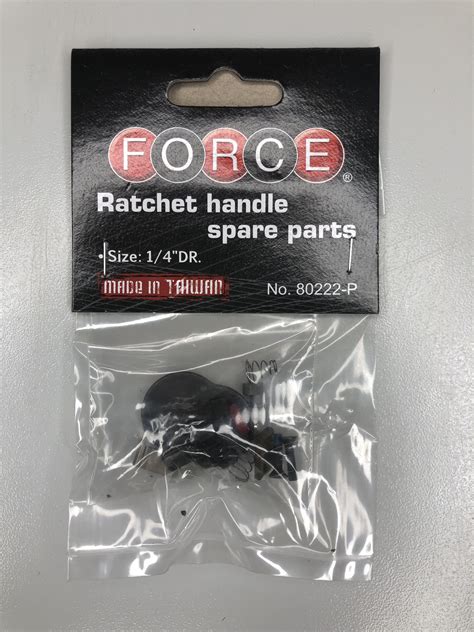 FORCE®
Ratchet handle
spare parts
• Size: 1/4"DR.
MADE IN TAIWAN
No. 80222-P